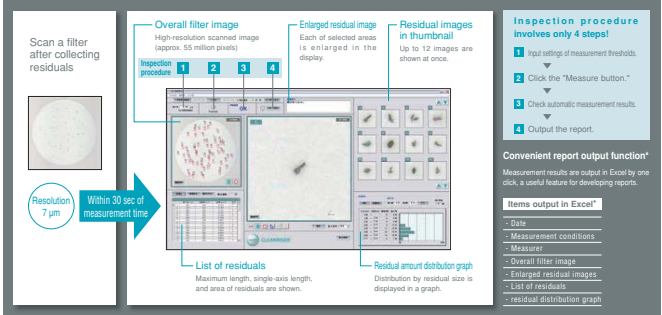 Scan a filter
after collecting
residuals
Resolution
7 µm
Within 30 sec of
measurement time
Overall filter image
High-resolution scanned image
(approx. 55 million pixels)
Enlarged residual image
Each of selected areas
is enlarged in the
display.
Residual images
in thumbnail
Up to 12 images are
shown at once.
Inspection
procedure
1 2 3 4
OK
CLEANALYZER
List of residuals
Maximum length, single-axis length,
and area of residuals are shown.
Residual amount distribution graph
Distribution by residual size is
displayed in a graph.
Inspection procedure
involves only 4 steps!
1 Input settings of measurement thresholds.
2 Click the "Measure button."
3 Check automatic measurement results.
4 Output the report.
Convenient report output function*
Measurement results are output in Excel by one
click, a useful feature for developing reports.
Items output in Excel*
- Date
- Measurement conditions
- Measurer
- Overall filter image
- Enlarged residual images
- List of residuals
- residual distribution graph